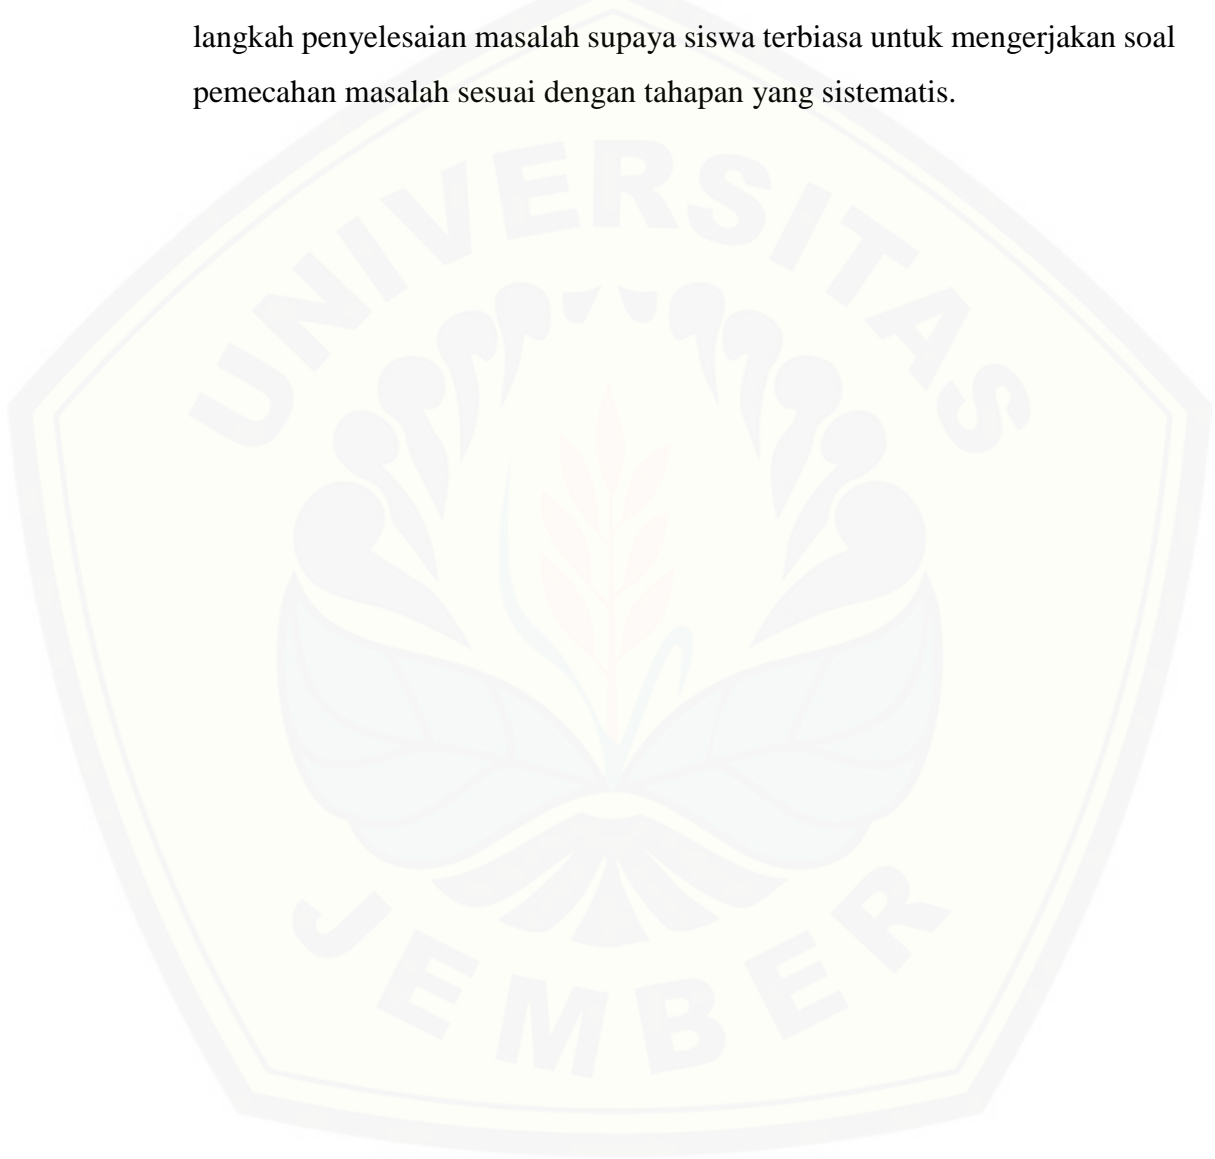 langkah penyelesaian masalah supaya siswa terbiasa untuk mengerjakan soal
pemecahan masalah sesuai dengan tahapan yang sistematis.
UNIVERSITAS
JEMBER